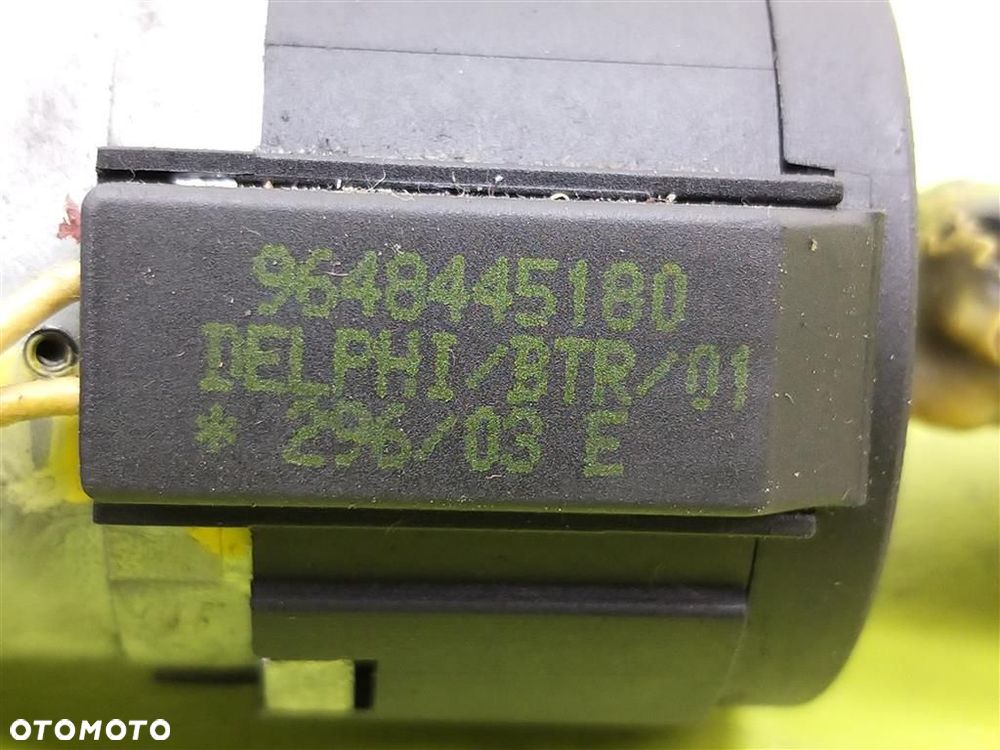 9648445180
DELPHI/BTR/01
* 296/03 E
OTOMOTO